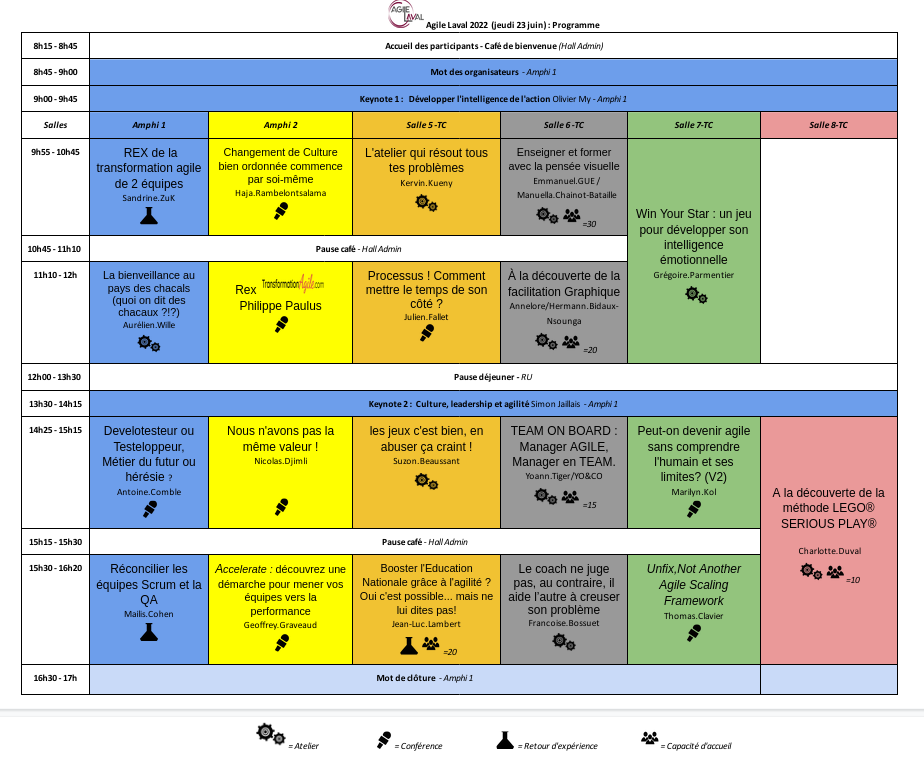 AGILE
LAVAL
Agile Laval 2022 (jeudi 23 juin) : Programme
8h15 - 8h45
Accueil des participants - Café de bienvenue (Hall Admin)
8h45 - 9h00
Mot des organisateurs - Amphi 1
9h00 - 9h45
Keynote 1 : Développer l'intelligence de l'action Olivier My - Amphi 1
Salles
Amphi 1
Amphi 2
Salle 5 -TC
Salle 6 -TC
Salle 7-TC
Salle 8-TC
9h55 - 10h45
REX de la
transformation agile
de 2 équipes
Sandrine.ZuK
Changement de Culture
bien ordonnée commence
par soi-même
Haja.Rambelontsalama
L'atelier qui résout tous
tes problèmes
Kervin.Kueny
Enseigner et former
avec la pensée visuelle
Emmanuel.GUE /
Manuella.Chainot-Bataille
=30
Win Your Star : un jeu
pour développer son
intelligence
émotionnelle
Grégoire.Parmentier
10h45 - 11h10
Pause café - Hall Admin
11h10 - 12h
La bienveillance au
pays des chacals
(quoi on dit des
chacaux ?!?)
Aurélien.Wille
Rex TransformationAgile.com
Philippe Paulus
Processus ! Comment
mettre le temps de son
côté ?
Julien.Fallet
À la découverte de la
facilitation Graphique
Annelore/Hermann.Bidaux-
Nsounga
=20
12h00 - 13h30
Pause déjeuner - RU
13h30 - 14h15
Keynote 2 : Culture, leadership et agilité Simon Jaillais - Amphi 1
14h25 - 15h15
Develotesteur ou
Testeloppeur,
Métier du futur ou
hérésie ?
Antoine.Comble
Nous n'avons pas la
même valeur !
Nicolas.Djimli
les jeux c'est bien, en
abuser ça craint !
Suzon.Beaussant
TEAM ON BOARD :
Manager AGILE,
Manager en TEAM.
Yoann.Tiger/YO&CO
=15
Peut-on devenir agile
sans comprendre
l'humain et ses
limites? (V2)
Marilyn.Kol
A la découverte de la
méthode LEGO®
SERIOUS PLAY®
Charlotte.Duval
=10
15h15 - 15h30
Pause café - Hall Admin
15h30 - 16h20
Réconcilier les
équipes Scrum et la
QA
Maïlis.Cohen
Accelerate : découvrez une
démarche pour mener vos
équipes vers la
performance
Geoffrey.Graveaud
Booster l'Education
Nationale grâce à l'agilité ?
Oui c'est possible... mais ne
lui dites pas!
Jean-Luc.Lambert
=20
Le coach ne juge
pas, au contraire, il
aide l'autre à creuser
son problème
Francoise.Bossuet
Unfix,Not Another
Agile Scaling
Framework
Thomas.Clavier
16h30 - 17h
Mot de clôture - Amphi 1
= Atelier
= Conférence
= Retour d'expérience
= Capacité d'accueil